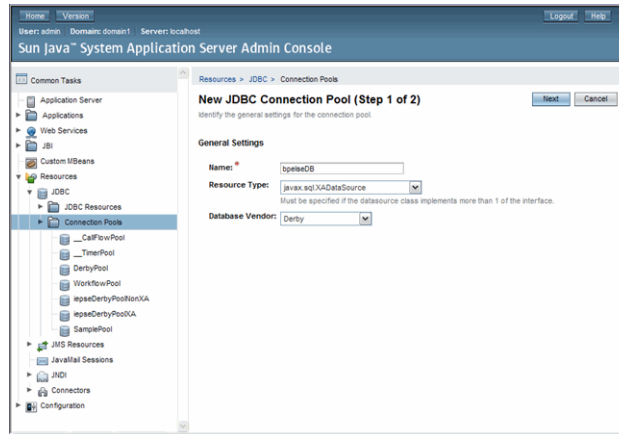 Home Version Logout Help
User: admin Domain: domain1 Server: localhost
Sun Java™ System Application Server Admin Console
Common Tasks
Application Server
Applications
Web Services
JBI
Custom MBeans
Resources
JDBC
JDBC Resources
Connection Pools
__CallFlowPool
__TimerPool
DerbyPool
WorkflowPool
iepseDerbyPoolNonXA
iepseDerbyPoolXA
SamplePool
JMS Resources
JavaMail Sessions
JNDI
Connectors
Configuration
Resources > JDBC > Connection Pools
New JDBC Connection Pool (Step 1 of 2) Next Cancel
Identify the general settings for the connection pool.
General Settings
Name: * bpelseDB
Resource Type: javax.sql.XADataSource
Must be specified if the datasource class implements more than 1 of the interface.
Database Vendor: Derby